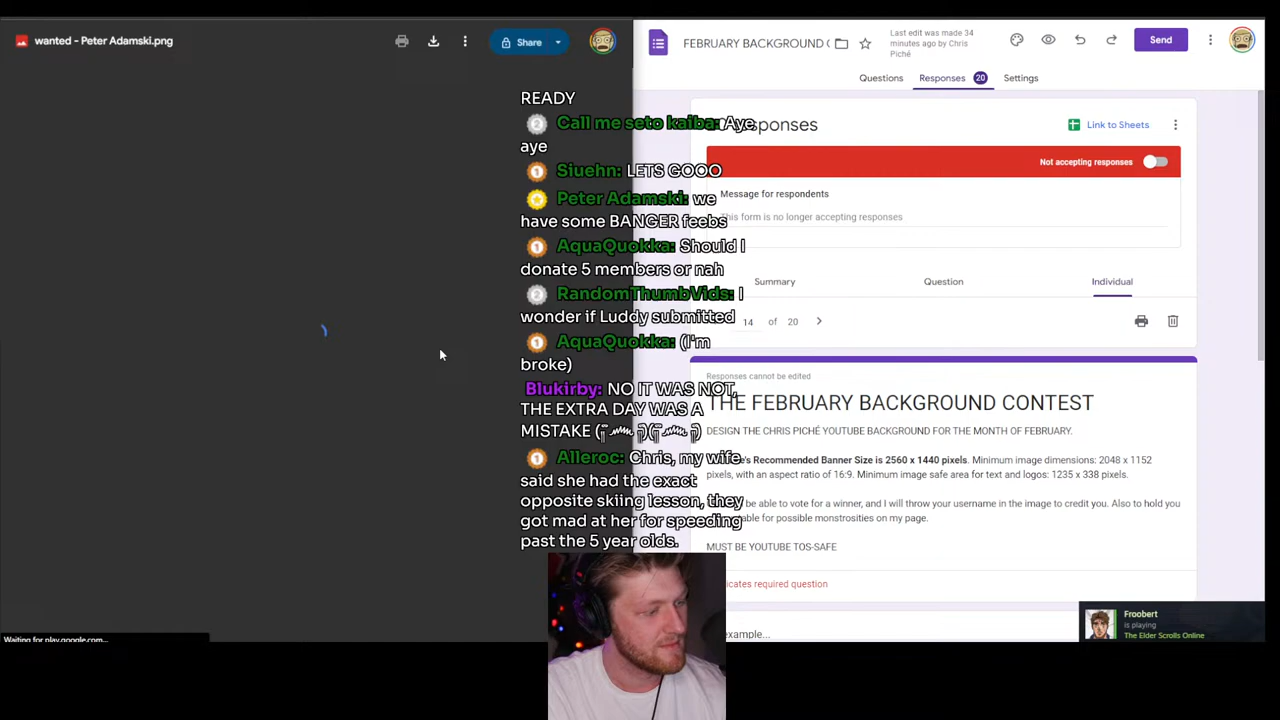 wanted - Peter Adamski.png
Share
READY
Call me seto kaiba: Aye
aye
Siuehn: LETS GOOO
Peter Adamski: we
have some BANGER feebs
AquaQuokka: Should I
donate 5 members or nah
RandomThumbVids: I
wonder if Luddy submitted
AquaQuokka: (I'm
broke)
Blukirby: NO IT WAS NOT,
THE EXTRA DAY WAS A
MISTAKE
Alleroc: Chris, my wife
said she had the exact
opposite skiing lesson, they
got mad at her for speeding
past the 5 year olds.
Waiting for play.google.com...
FEBRUARY BACKGROUND
Last edit was made 34
minutes ago by Chris
Piché
Send
Questions
Responses 20
Settings
sponses
Link to Sheets
Not accepting responses
Message for respondents
This form is no longer accepting responses
Summary
Question
Individual
14 of 20
Responses cannot be edited
THE FEBRUARY BACKGROUND CONTEST
DESIGN THE CHRIS PICHÉ YOUTUBE BACKGROUND FOR THE MONTH OF FEBRUARY.
e's Recommended Banner Size is 2560 x 1440 pixels. Minimum image dimensions: 2048 x 1152
pixels, with an aspect ratio of 16:9. Minimum image safe area for text and logos: 1235 x 338 pixels.
be able to vote for a winner, and I will throw your username in the image to credit you. Also to hold you
table for possible monstrosities on my page.
MUST BE YOUTUBE TOS-SAFE
icates required question
example...
Froobert
is playing
The Elder Scrolls Online